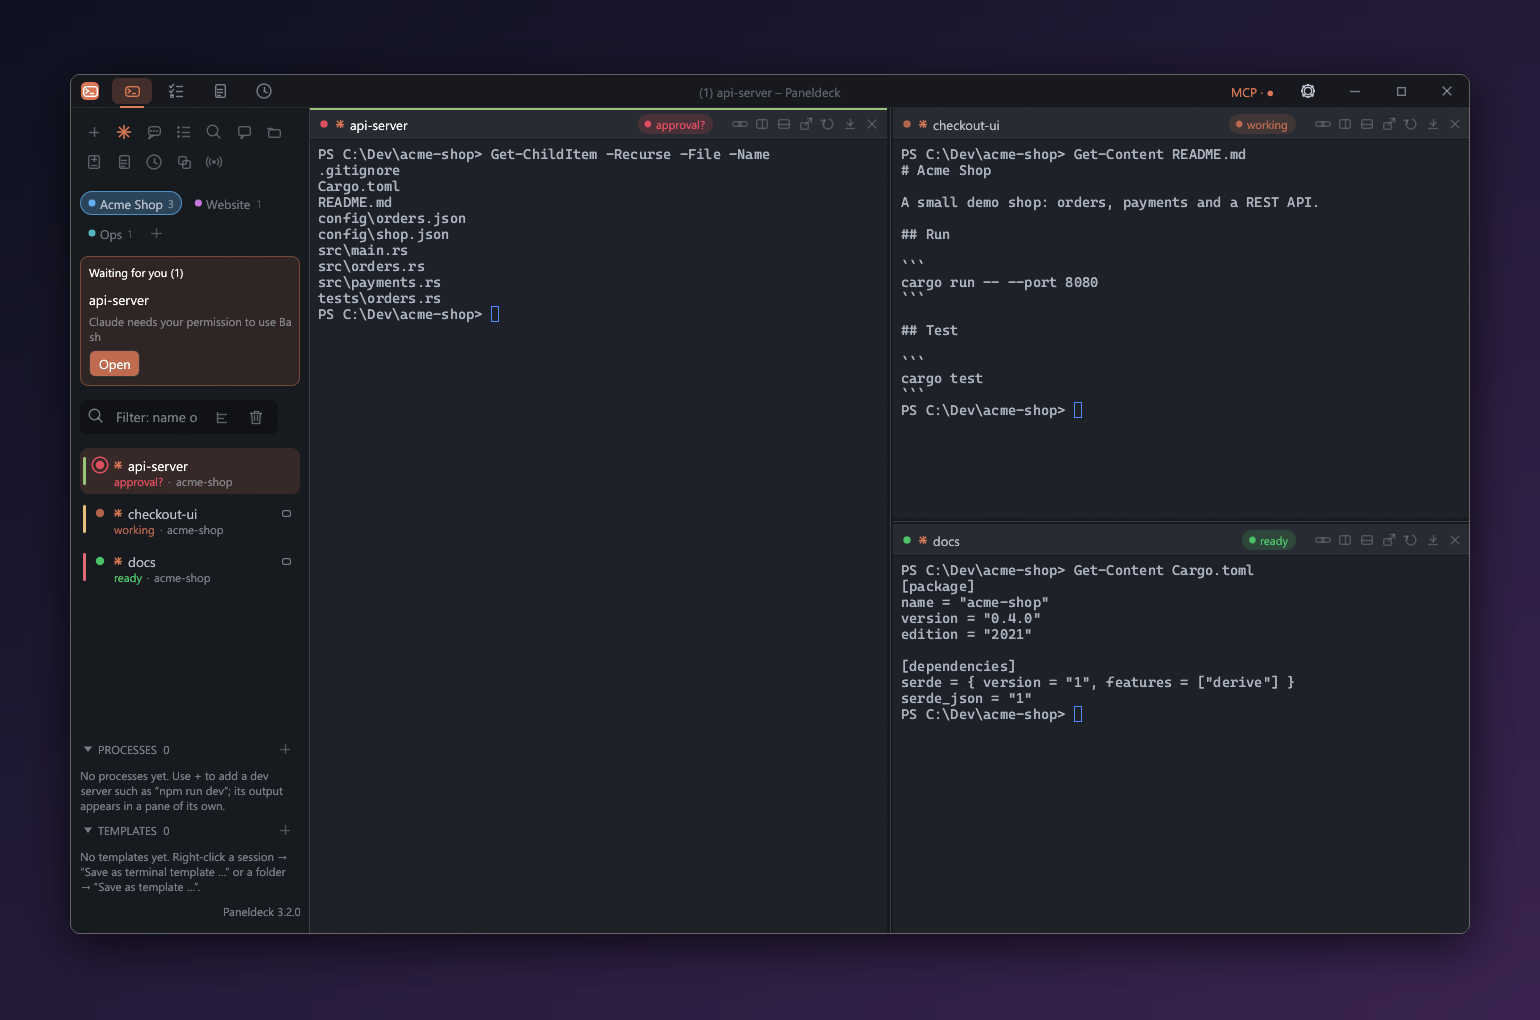 (1) api-server – Paneldeck
MCP ·
Acme Shop 3
Website 1
Ops 1
Waiting for you (1)
api-server
Claude needs your permission to use Ba
sh
Open
Filter: name o
api-server
approval? · acme-shop
checkout-ui
working · acme-shop
docs
ready · acme-shop
PROCESSES 0
No processes yet. Use + to add a dev
server such as “npm run dev”; its output
appears in a pane of its own.
TEMPLATES 0
No templates yet. Right-click a session →
“Save as terminal template …” or a folder
→ “Save as template …”.
Paneldeck 3.2.0
api-server
approval?
PS C:\Dev\acme-shop> Get-ChildItem -Recurse -File -Name
.gitignore
Cargo.toml
README.md
config\orders.json
config\shop.json
src\main.rs
src\orders.rs
src\payments.rs
tests\orders.rs
PS C:\Dev\acme-shop>
checkout-ui
working
PS C:\Dev\acme-shop> Get-Content README.md
# Acme Shop
A small demo shop: orders, payments and a REST API.
## Run
```
cargo run -- --port 8080
```
## Test
```
cargo test
```
PS C:\Dev\acme-shop>
docs
ready
PS C:\Dev\acme-shop> Get-Content Cargo.toml
[package]
name = "acme-shop"
version = "0.4.0"
edition = "2021"
[dependencies]
serde = { version = "1", features = ["derive"] }
serde_json = "1"
PS C:\Dev\acme-shop>